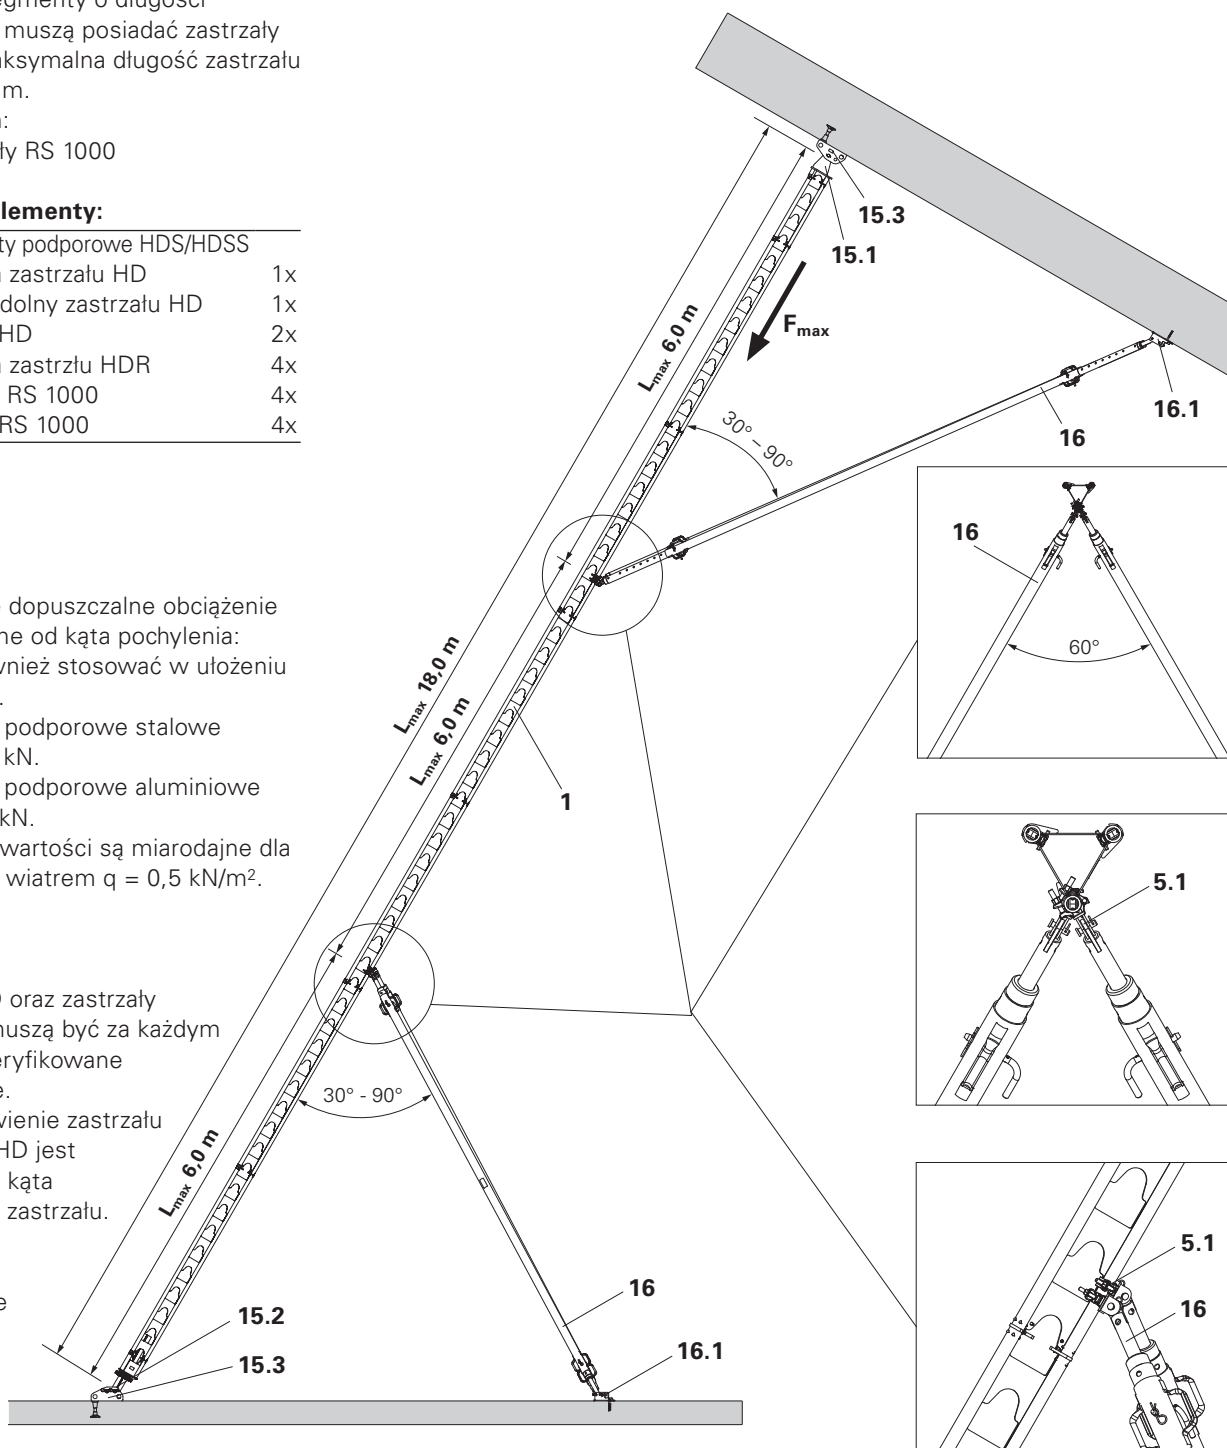 muszą posiadać zastrzały
ksymalna długość zastrzału
m.
ły RS 1000
lementy:
ty podporowe HDS/HDSS
zastrzału HD 1x
dolny zastrzału HD 1x
HD 2x
zastrzłu HDR 4x
RS 1000 4x
RS 1000 4x
dopuszczalne obciążenie
ne od kąta pochylenia:
wnież stosować w ułożeniu
podporowe stalowe
kN.
podporowe aluminiowe
kN.
wartości są miarodajne dla
wiatrem q = 0,5 kN/m².
oraz zastrzały
muszą być za każdym
eryfikowane
e.
wienie zastrzału
HD jest
kąta
zastrzału.
e
15.3
15.1
Fmax
Lmax 6,0 m
30° – 90°
16
16.1
Lmax 18,0 m
Lmax 6,0 m
1
30° - 90°
Lmax 6,0 m
15.2
15.3
16
16.1
16
60°
5.1
5.1
16